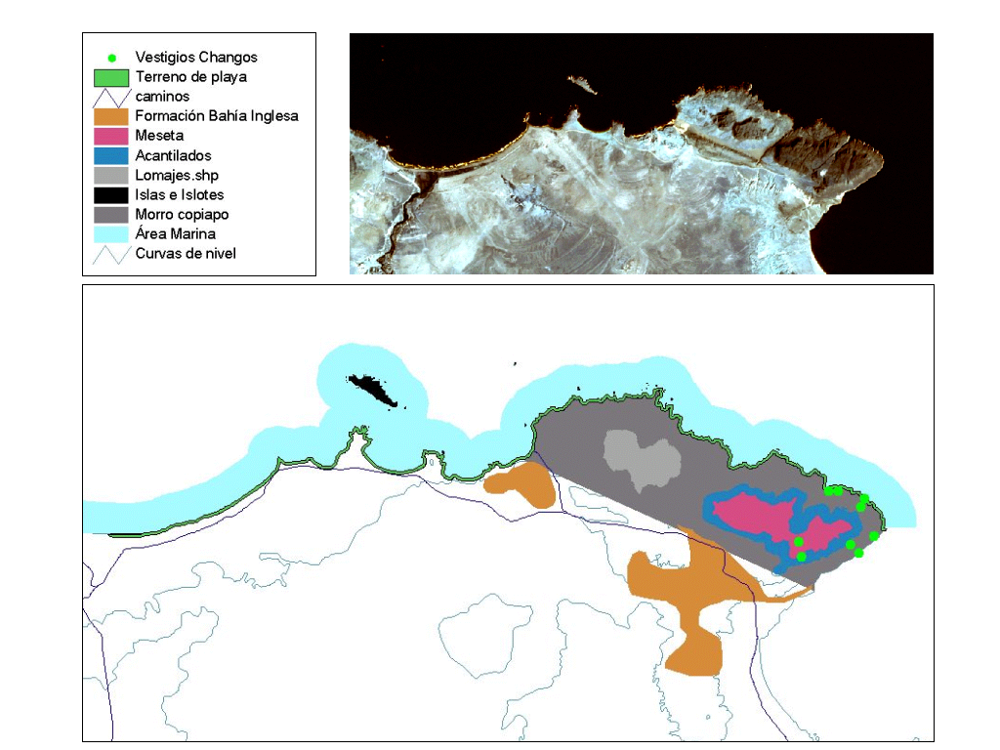 Vestigios Changos
Terreno de playa
caminos
Formación Bahía Inglesa
Meseta
Acantilados
Lomajes.shp
Islas e Islotes
Morro copiapo
Área Marina
Curvas de nivel